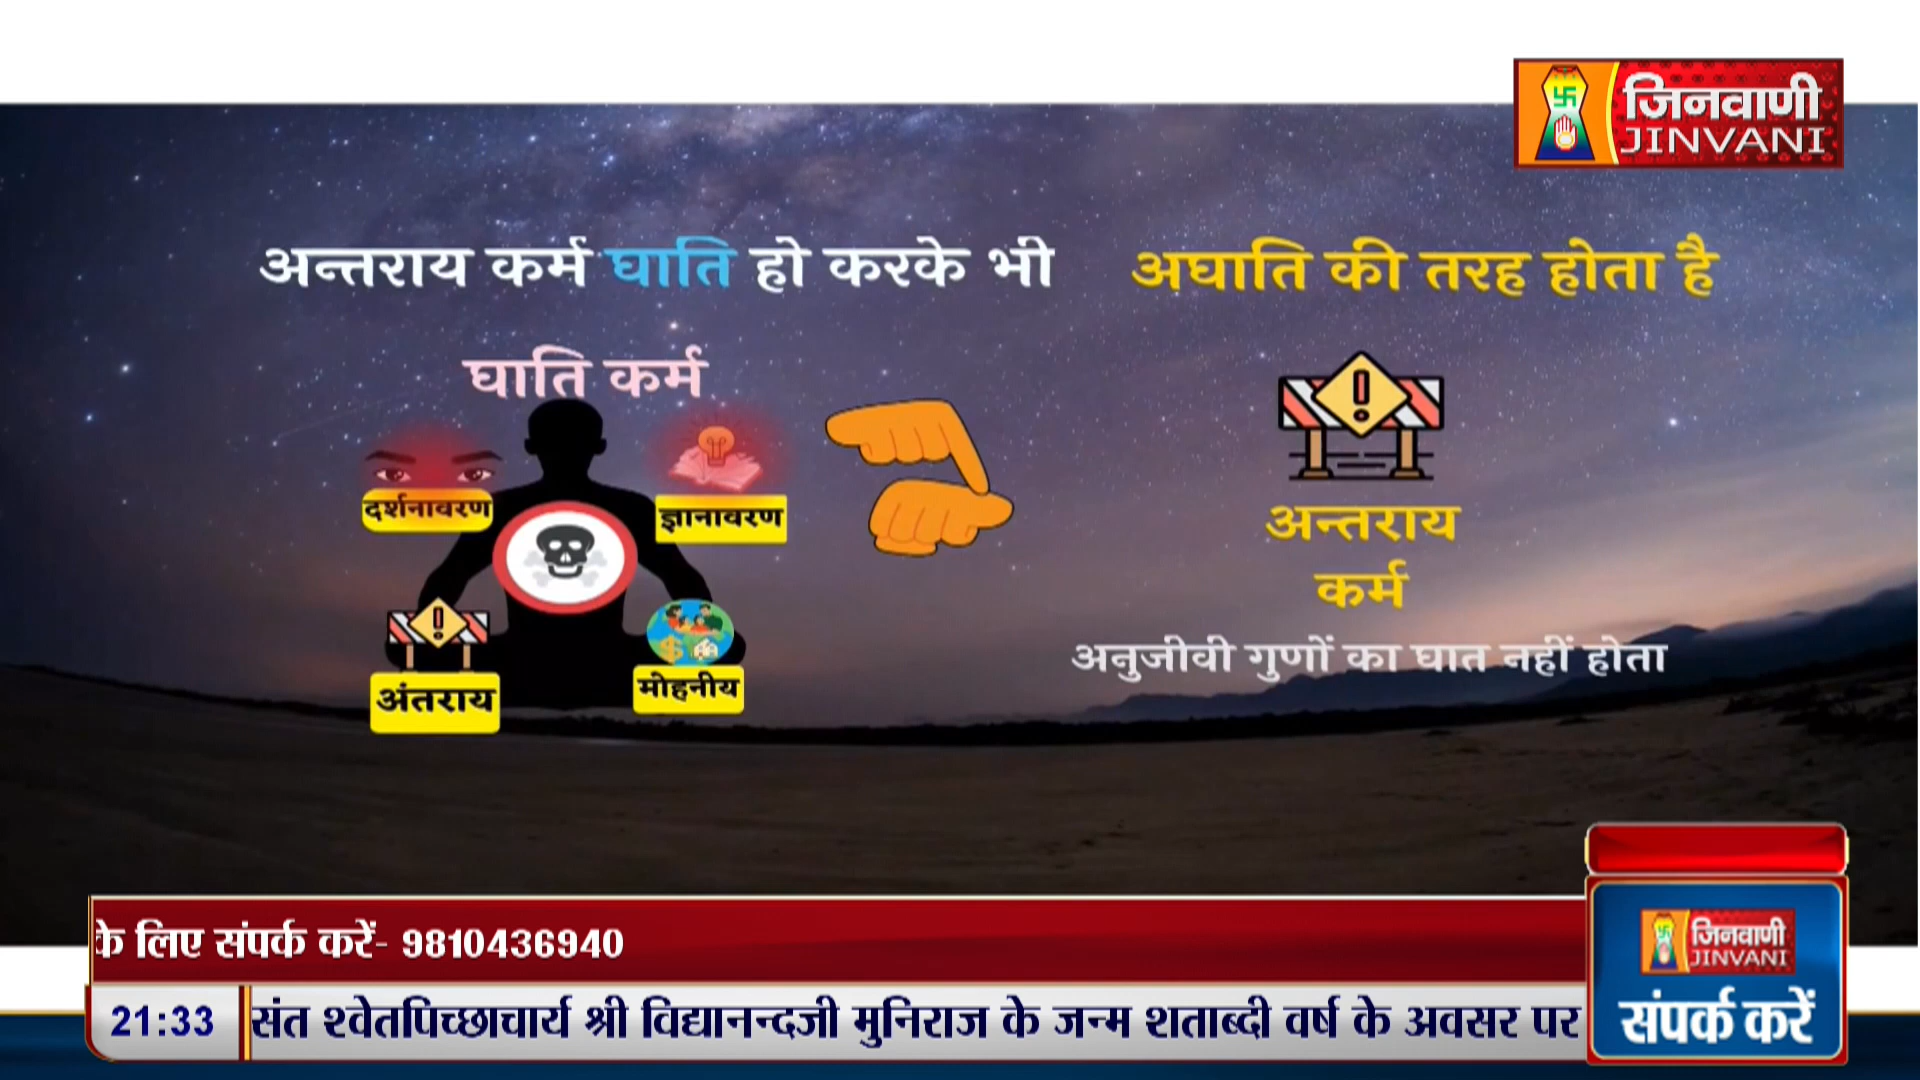 जिनवाणी
JINVANI
अन्तराय कर्म घाति हो करके भी
अघाति की तरह होता है
घाति कर्म
दर्शनावरण
ज्ञानावरण
अंतराय
मोहनीय
अन्तराय
कर्म
अनुजीवी गुणों का घात नहीं होता
के लिए संपर्क करें- 9810436940
21:33
संत श्वेतपिच्छाचार्य श्री विद्यानन्दजी मुनिराज के जन्म शताब्दी वर्ष के अवसर पर
जिनवाणी
JINVANI
संपर्क करें